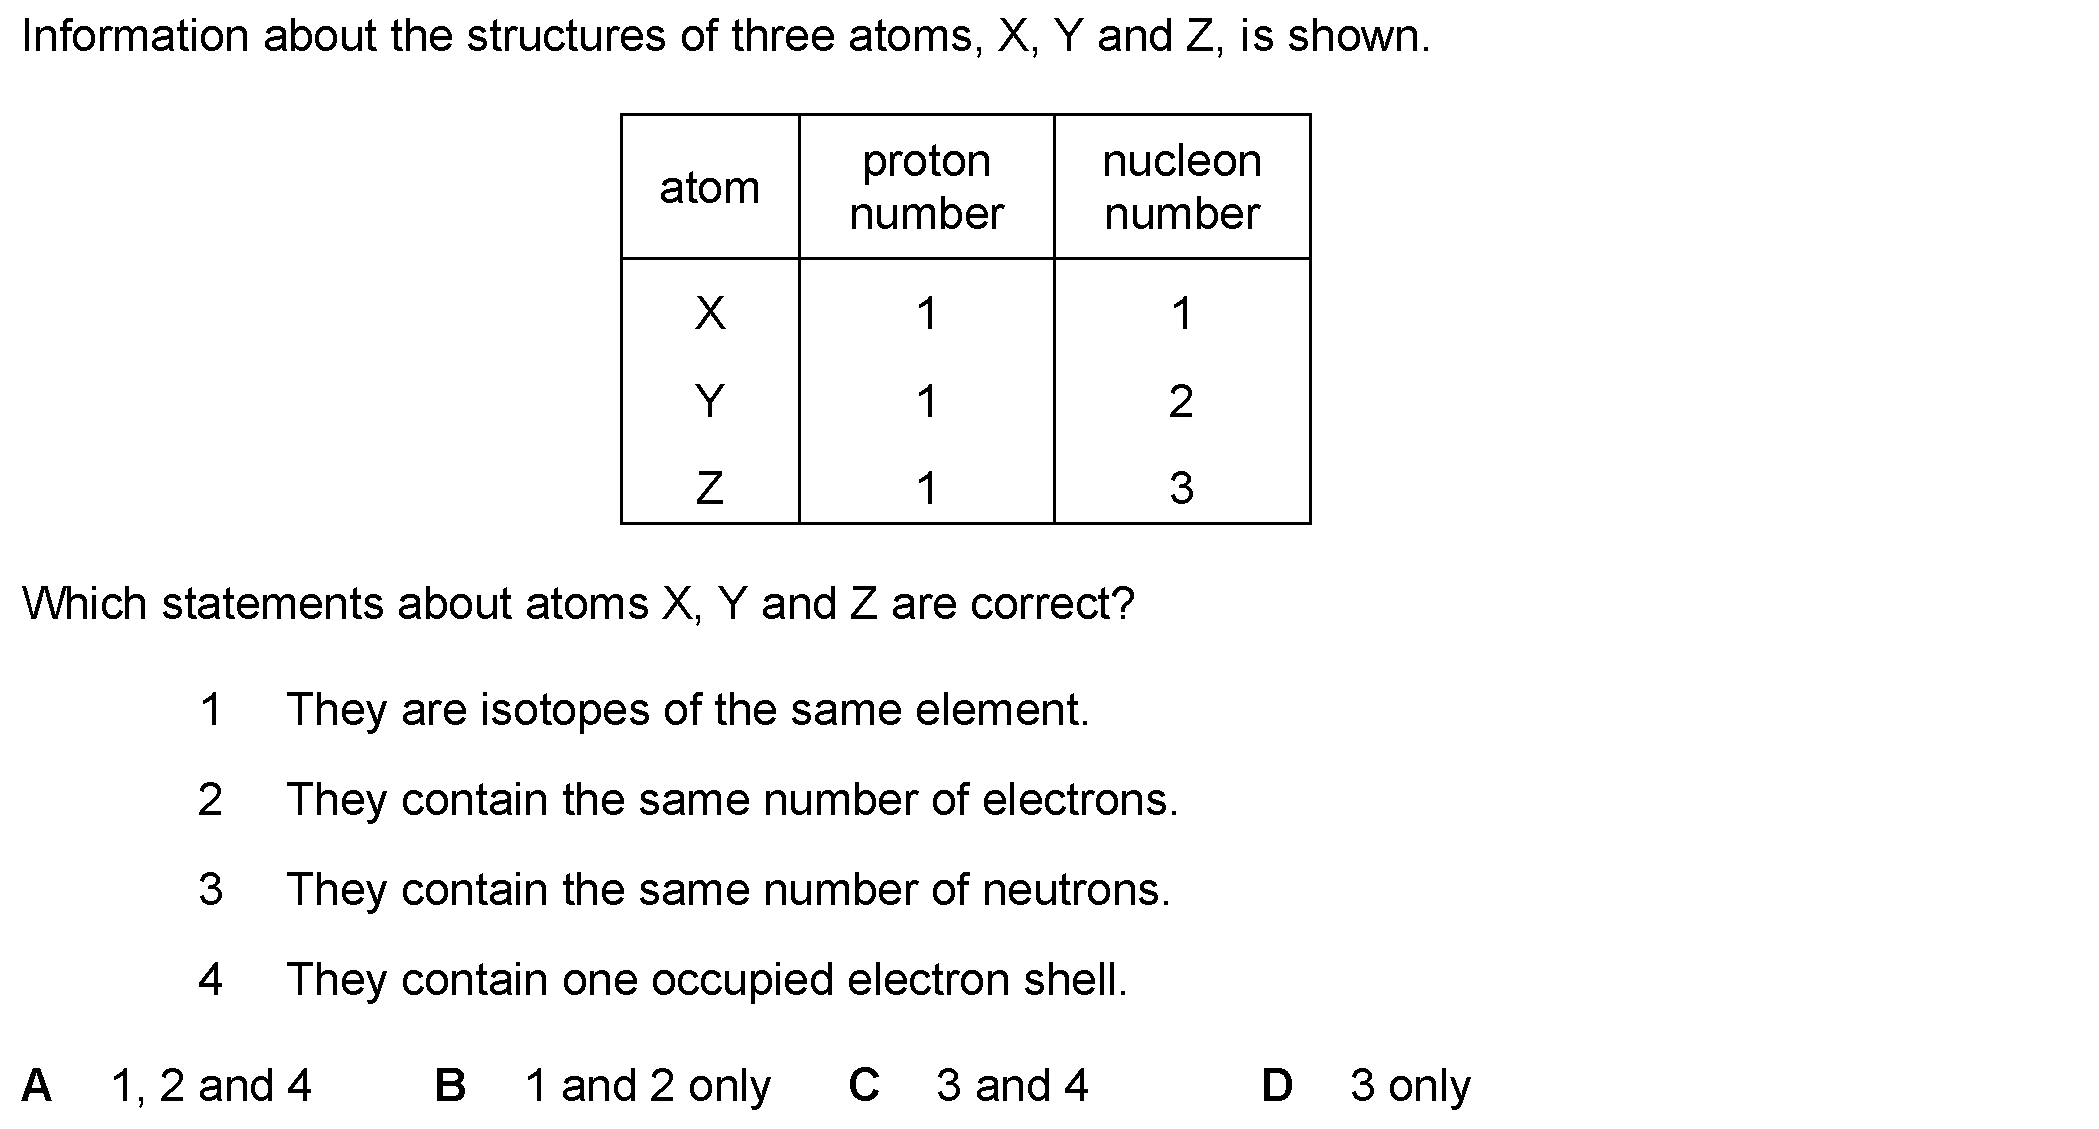 Information about the structures of three atoms, X, Y and Z, is shown.
atom proton number nucleon number
X 1 1
Y 1 2
Z 1 3
Which statements about atoms X, Y and Z are correct?
1 They are isotopes of the same element.
2 They contain the same number of electrons.
3 They contain the same number of neutrons.
4 They contain one occupied electron shell.
A 1, 2 and 4 B 1 and 2 only C 3 and 4 D 3 only